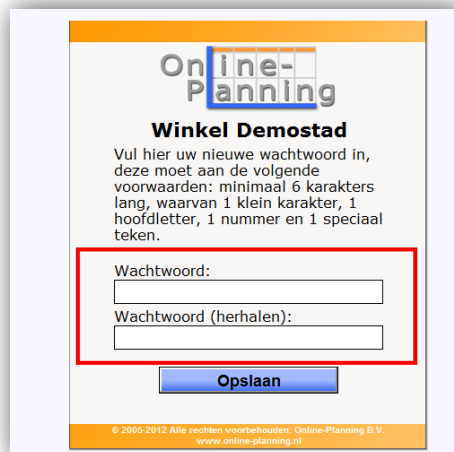 Online-
Planning
Winkel Demostad
Vul hier uw nieuwe wachtwoord in,
deze moet aan de volgende
voorwaarden: minimaal 6 karakters
lang, waarvan 1 klein karakter, 1
hoofdletter, 1 nummer en 1 speciaal
teken.
Wachtwoord:
Wachtwoord (herhalen):
Opslaan
© 2005-2012 Alle rechten voorbehouden: Online-Planning B.V.
www.online-planning.nl